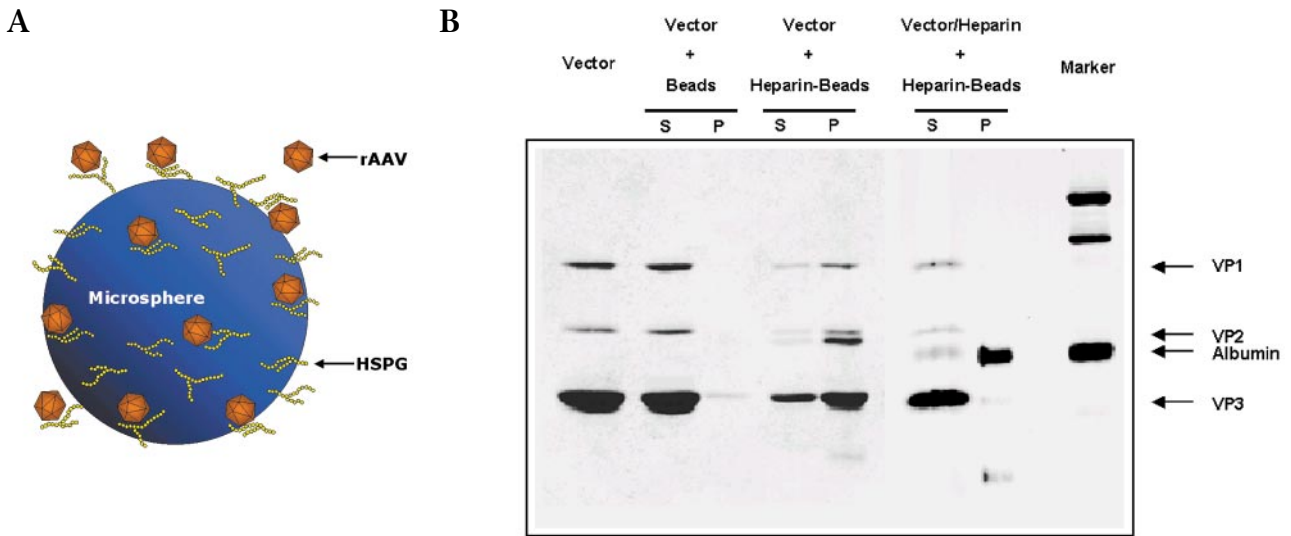 A
rAAV
Microsphere
HSPG
B
Vector
Vector
+
Beads
Vector
+
Heparin-Beads
Vector/Heparin
+
Heparin-Beads
Marker
S P S P S P
VP1
VP2
Albumin
VP3